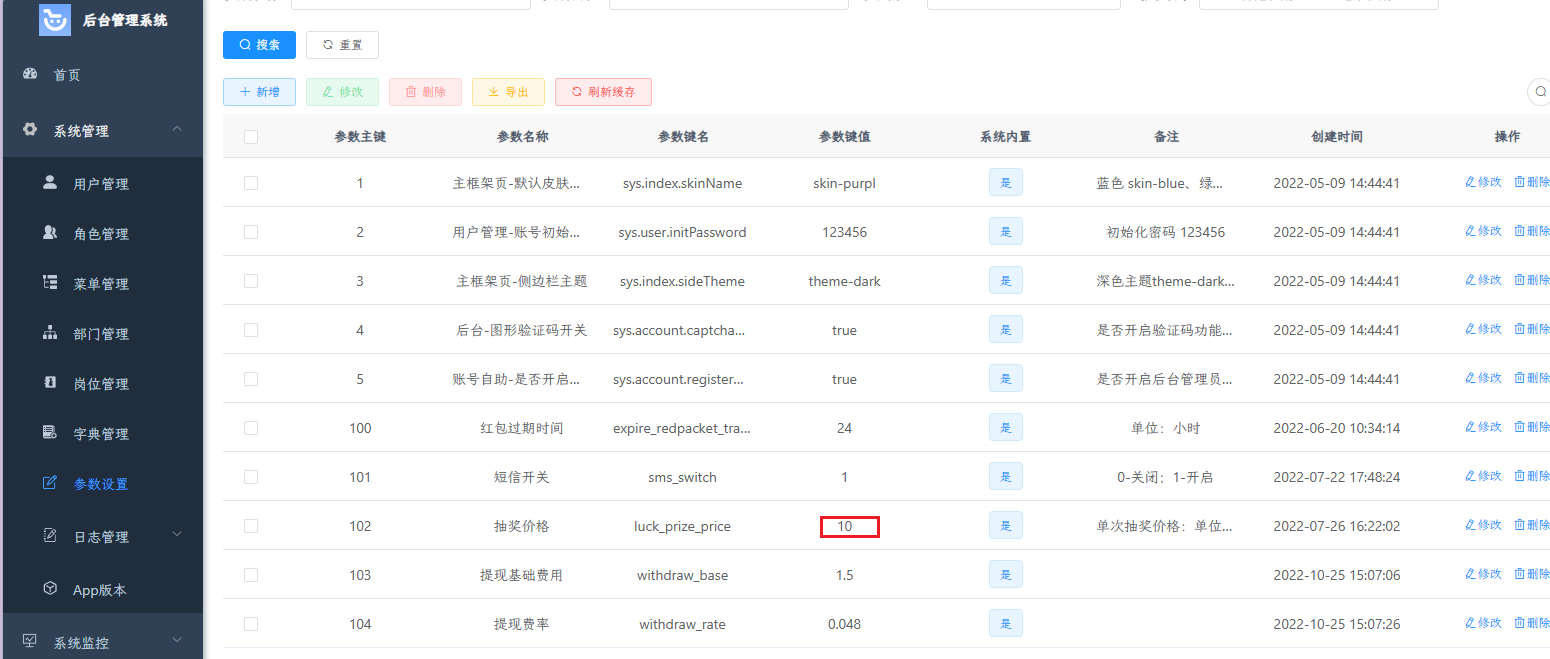 后台管理系统
首页
系统管理
用户管理
角色管理
菜单管理
部门管理
岗位管理
字典管理
参数设置
日志管理
App版本
系统监控
搜索 重置
新增 修改 删除 导出 刷新缓存
参数主键 参数名称 参数键名 参数键值 系统内置 备注 创建时间 操作
1 主框架页-默认皮肤... sys.index.skinName skin-purpl 是 蓝色 skin-blue、绿... 2022-05-09 14:44:41 修改 删除
2 用户管理-账号初始... sys.user.initPassword 123456 是 初始化密码 123456 2022-05-09 14:44:41 修改 删除
3 主框架页-侧边栏主题 sys.index.sideTheme theme-dark 是 深色主题theme-dark... 2022-05-09 14:44:41 修改 删除
4 后台-图形验证码开关 sys.account.captcha... true 是 是否开启验证码功能... 2022-05-09 14:44:41 修改 删除
5 账号自助-是否开启... sys.account.register... true 是 是否开启后台管理员... 2022-05-09 14:44:41 修改 删除
100 红包过期时间 expire_redpacket_tra... 24 是 单位：小时 2022-06-20 10:34:14 修改 删除
101 短信开关 sms_switch 1 是 0-关闭；1-开启 2022-07-22 17:48:24 修改 删除
102 抽奖价格 luck_prize_price 10 是 单次抽奖价格：单位... 2022-07-26 16:22:02 修改 删除
103 提现基础费用 withdraw_base 1.5 是 2022-10-25 15:07:06 修改 删除
104 提现费率 withdraw_rate 0.048 是 2022-10-25 15:07:26 修改 删除